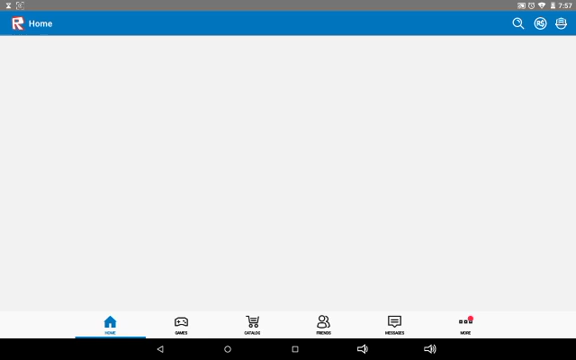 7:57
R Home
R$
HOME
GAMES
CATALOG
FRIENDS
MESSAGES
MORE